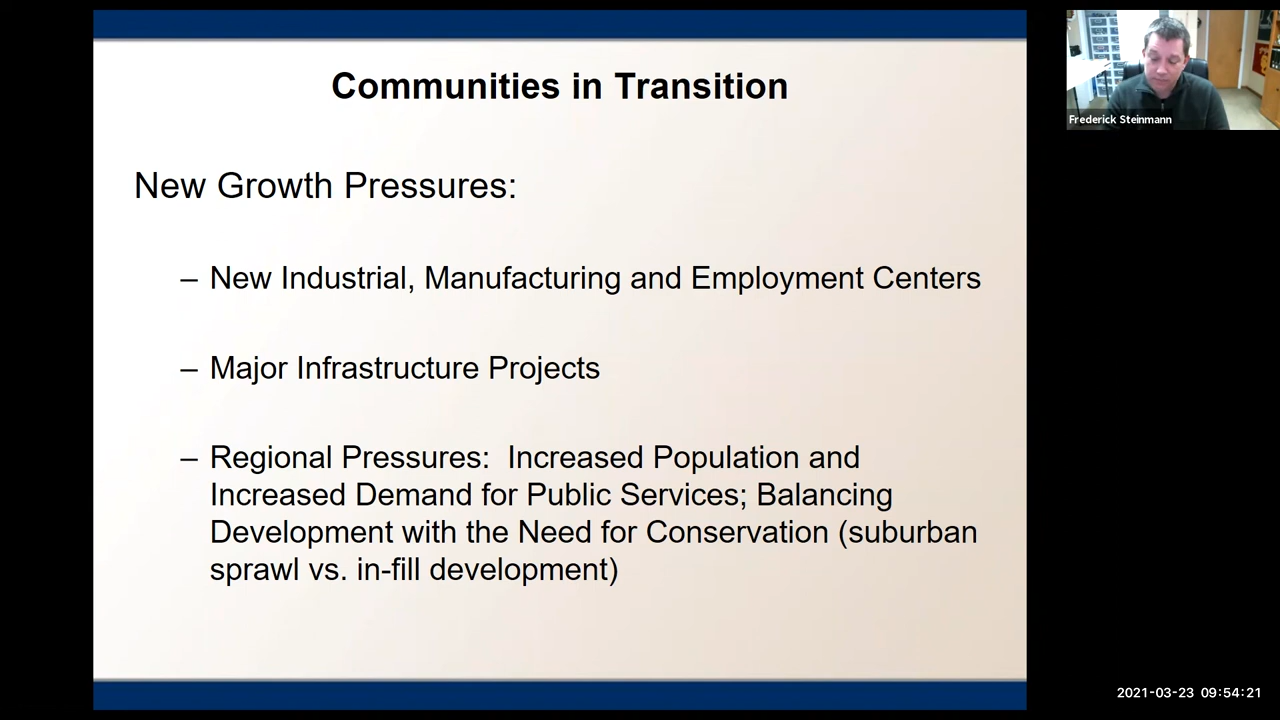 Communities in Transition
Frederick Steinmann
New Growth Pressures:
– New Industrial, Manufacturing and Employment Centers
– Major Infrastructure Projects
– Regional Pressures:  Increased Population and
Increased Demand for Public Services; Balancing
Development with the Need for Conservation (suburban
sprawl vs. in-fill development)
2021-03-23 09:54:21